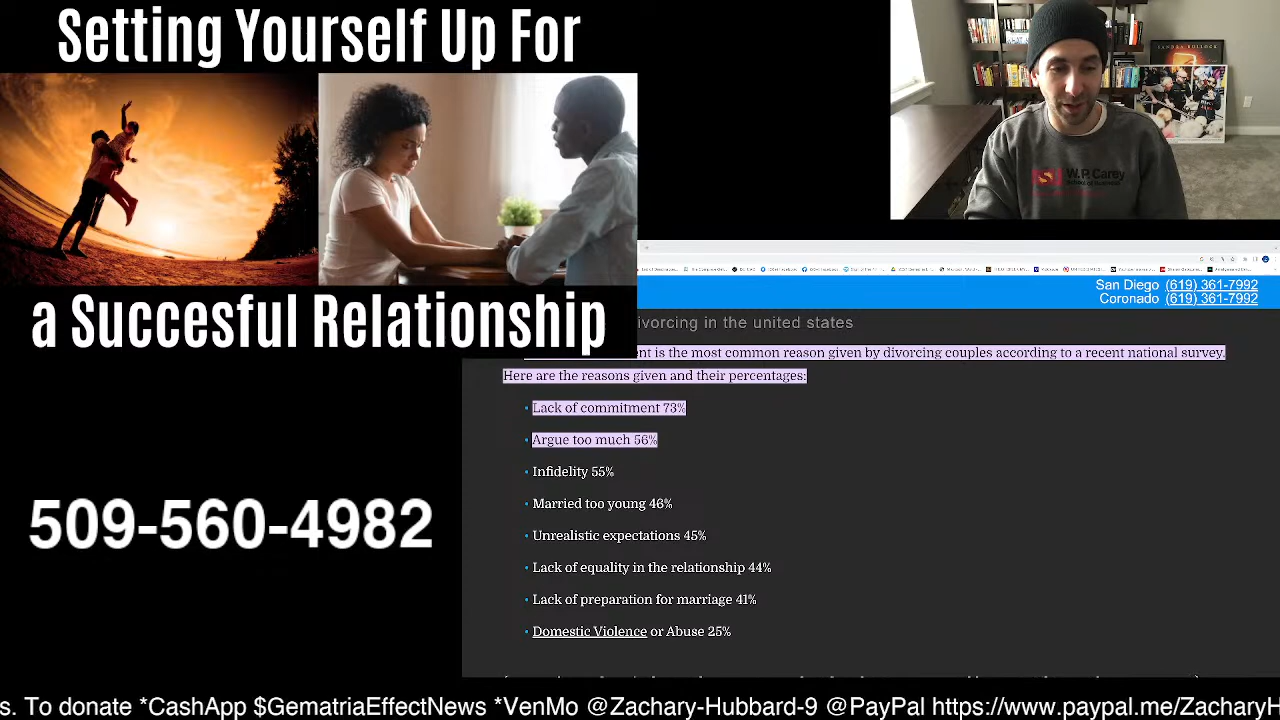 Setting Yourself Up For
a Succesful Relationship
SANDRA BULLOCK
W. P. Carey
San Diego (619) 361-7992
Coronado (619) 361-7992
ivorcing in the united states
ent is the most common reason given by divorcing couples according to a recent national survey.
Here are the reasons given and their percentages:
• Lack of commitment 73%
• Argue too much 56%
• Infidelity 55%
• Married too young 46%
• Unrealistic expectations 45%
• Lack of equality in the relationship 44%
• Lack of preparation for marriage 41%
• Domestic Violence or Abuse 25%
509-560-4982
s. To donate *CashApp $GematriaEffectNews *VenMo @Zachary-Hubbard-9 @PayPal https://www.paypal.me/ZacharyH